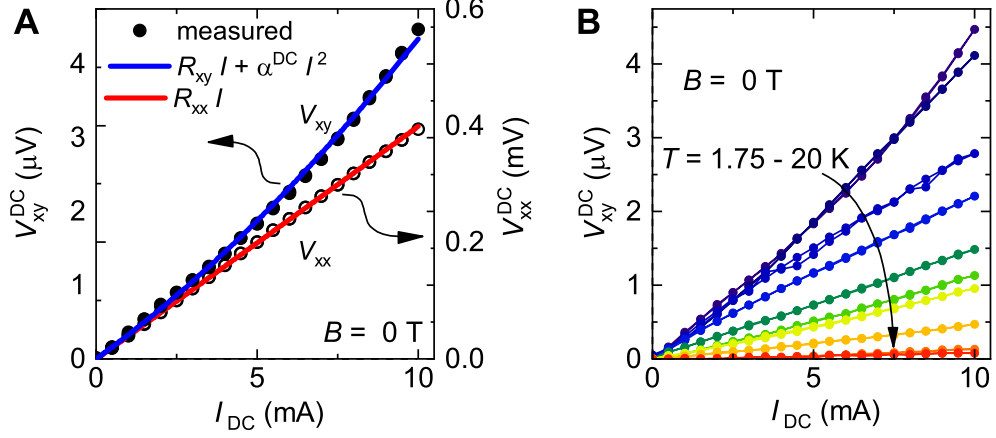 A
measured
R_xy I + α^DC I^2
R_xx I
V_xy
V_xx
B = 0 T
V_xy^DC (μV)
4
3
2
1
0
V_xx^DC (mV)
0.6
0.4
0.2
0.0
0 5 10
I_DC (mA)
B
B = 0 T
T = 1.75 - 20 K
V_xy^DC (μV)
4
3
2
1
0
0 5 10
I_DC (mA)